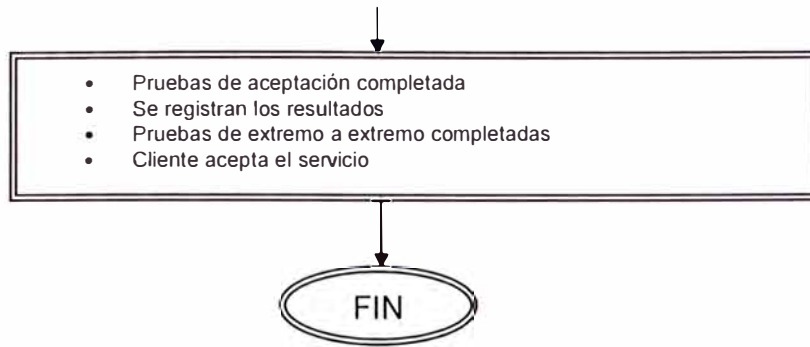 • Pruebas de aceptación completada
• Se registran los resultados
• Pruebas de extremo a extremo completadas
• Cliente acepta el servicio
FIN